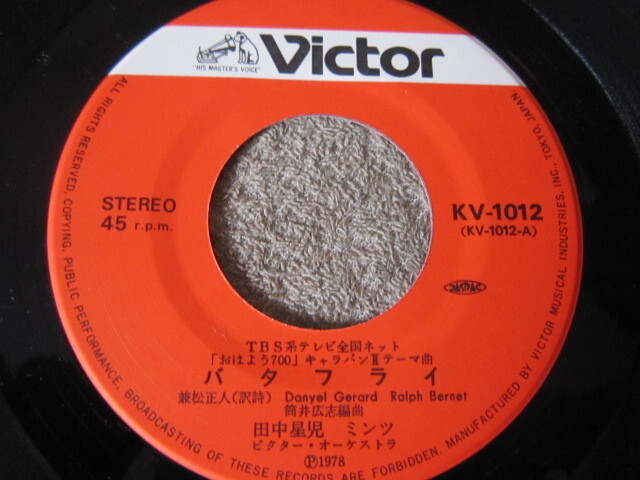 "HIS MASTER'S VOICE"
Victor
STEREO
45 r.p.m.
KV-1012
(KV-1012-A)
JASRAC
TBS系テレビ全国ネット
「おはよう700」キャラバンⅡテーマ曲
バタフライ
兼松正人(訳詩) Danyel Gerard Ralph Bernet
筒井広志編曲
田中星児 ミンツ
ビクター・オーケストラ
Ⓟ1978
ALL RIGHTS RESERVED. COPYING, PUBLIC PERFORMANCE, BROADCASTING OF THESE RECORDS ARE FORBIDDEN. MANUFACTURED BY VICTOR MUSICAL INDUSTRIES, INC., TOKYO, JAPAN.